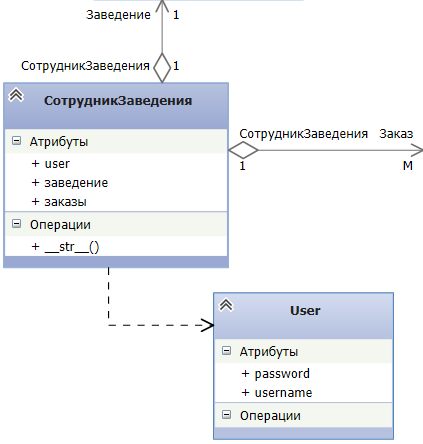 Заведение 1
СотрудникЗаведения 1
СотрудникЗаведения
Атрибуты
+ user
+ заведение
+ заказы
Операции
+ __str__()
СотрудникЗаведения Заказ
1 M
User
Атрибуты
+ password
+ username
Операции